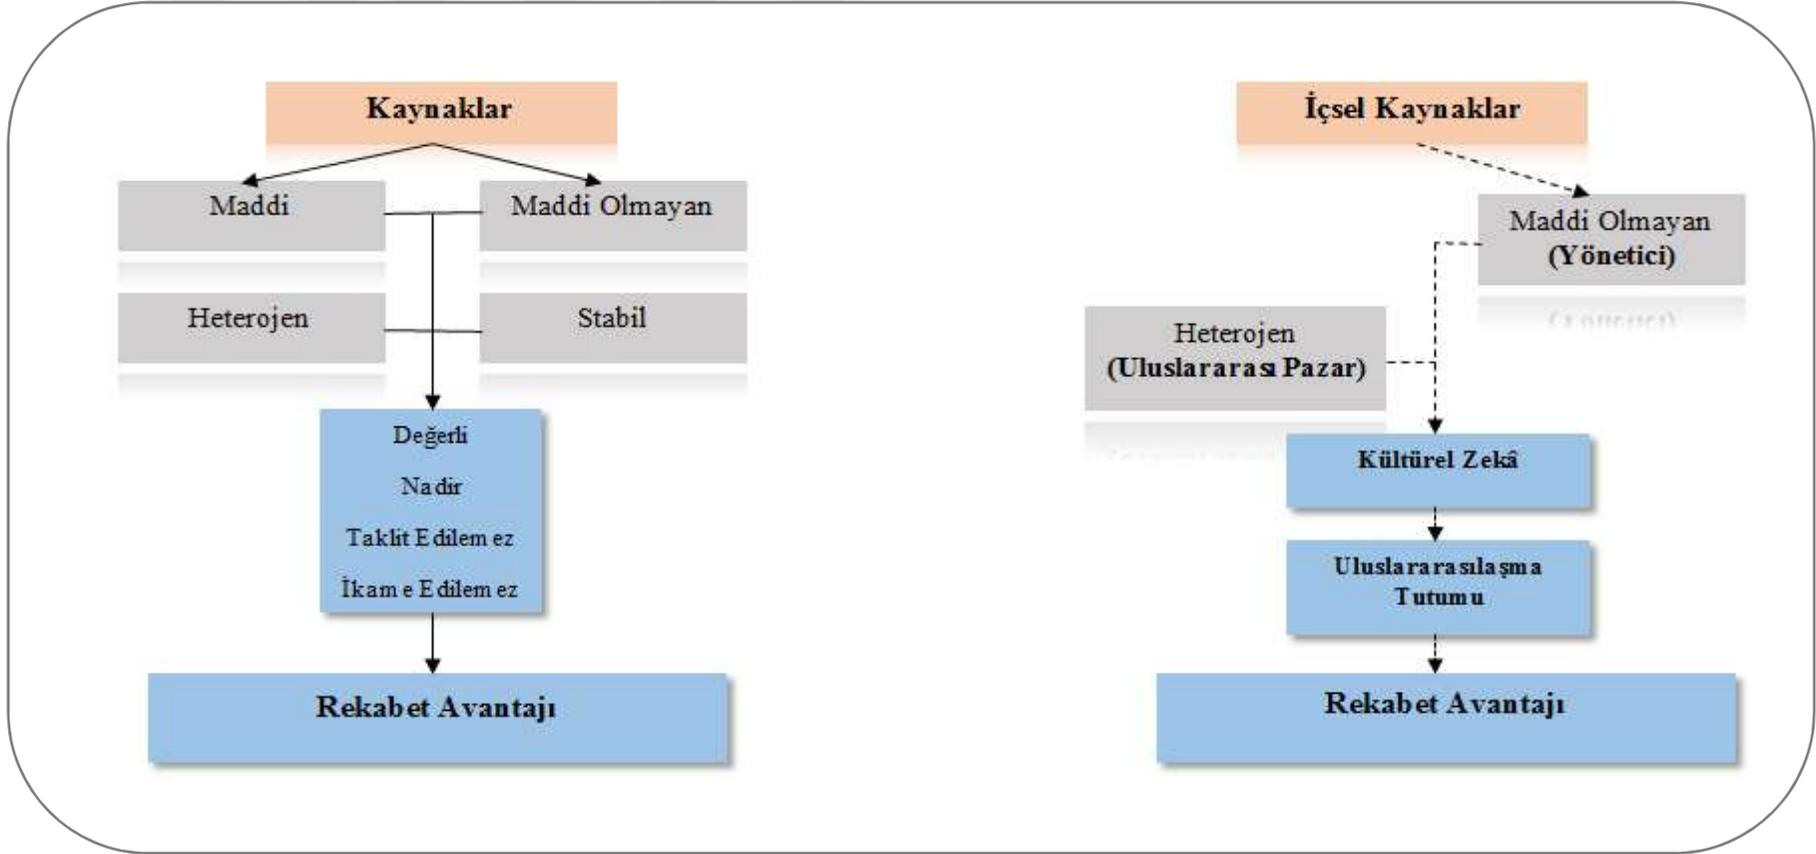 Kaynaklar
Maddi
Maddi Olmayan
Heterojen
Stabil
Değerli
Nadir
Taklit Edilemez
İkame Edilemez
Rekabet Avantajı
İçsel Kaynaklar
Maddi Olmayan
(Yönetici)
Heterojen
(Uluslararası Pazar)
Kültürel Zekâ
Uluslararasılaşma
Tutumu
Rekabet Avantajı